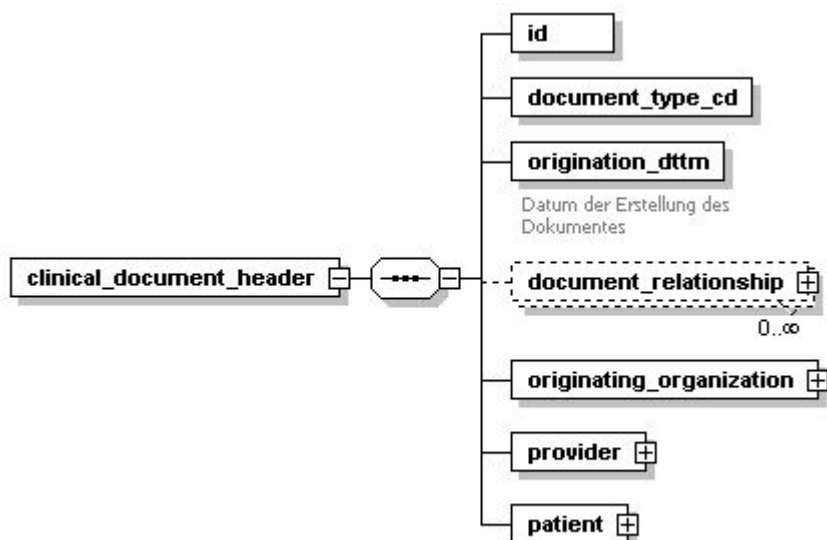 id
document_type_cd
origination_dttm
Datum der Erstellung des
Dokumentes
clinical_document_header
document_relationship
0..∞
originating_organization
provider
patient